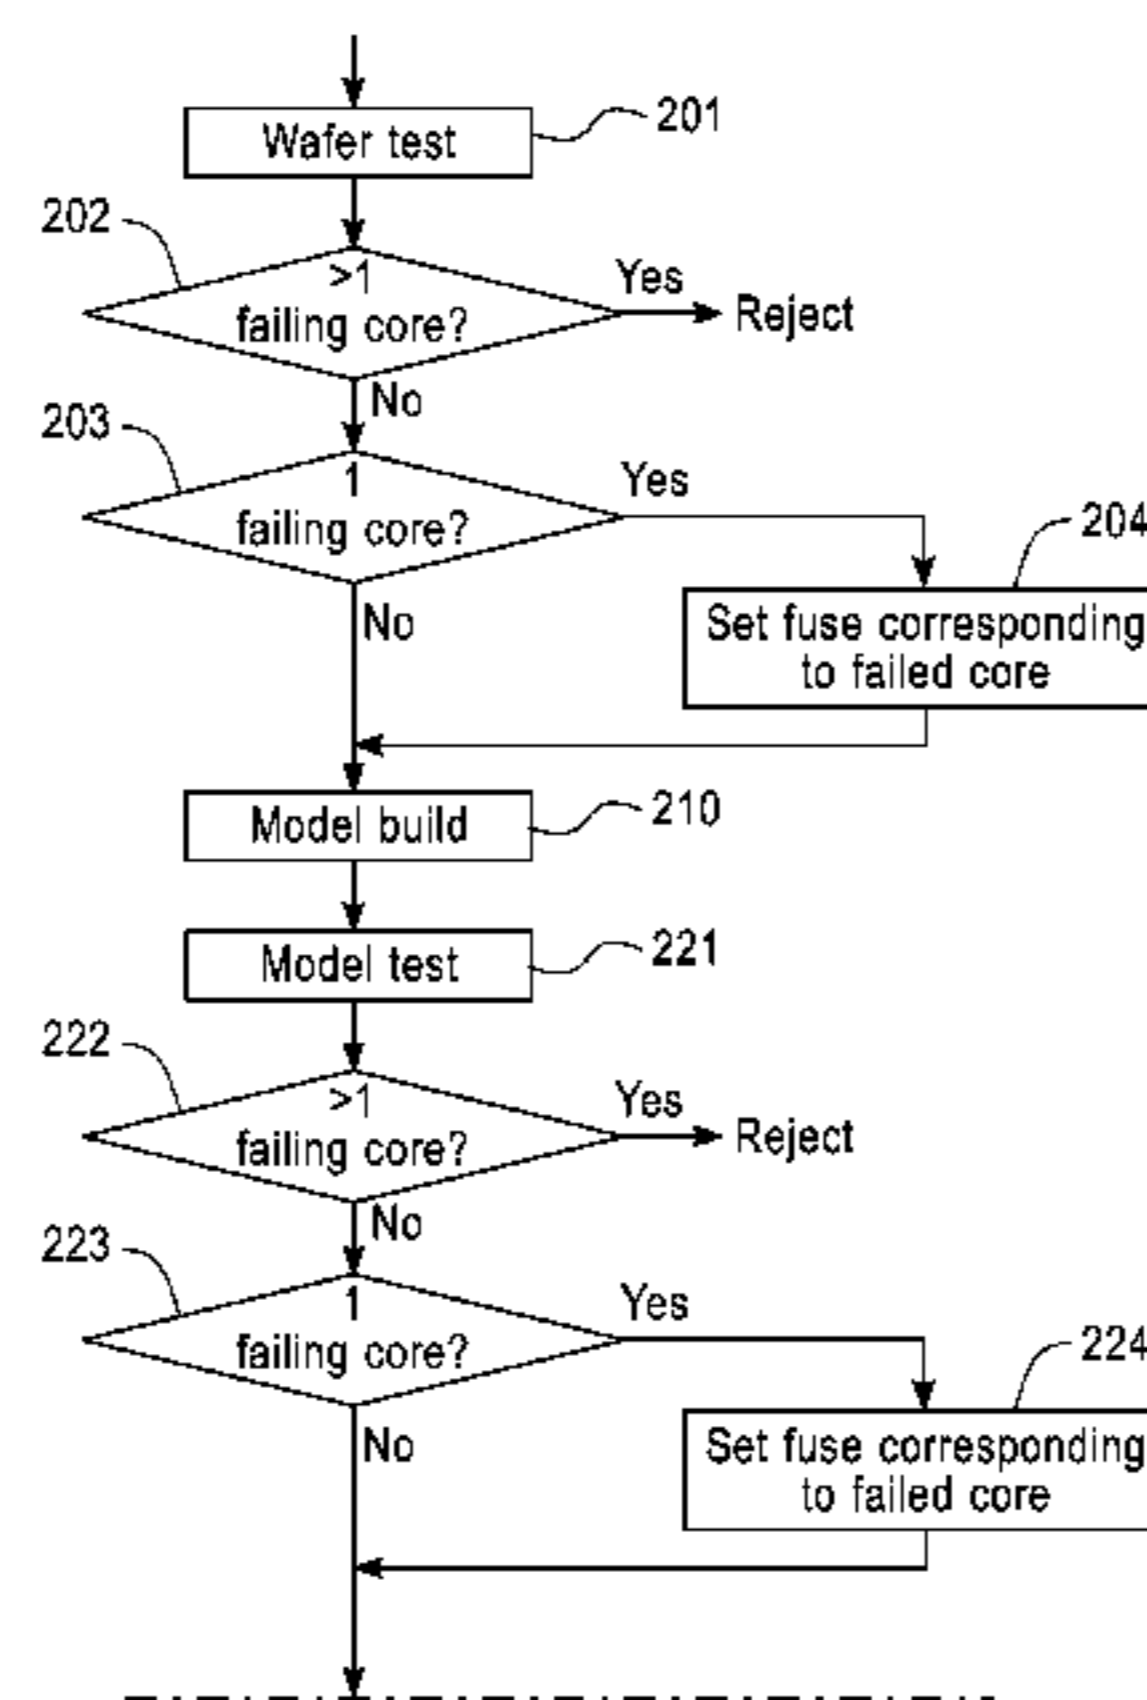 Wafer test
201
202
>1
failing core?
Yes
Reject
No
203
1
failing core?
Yes
204
No
Set fuse corresponding
to failed core
Model build
210
Model test
221
222
>1
failing core?
Yes
Reject
No
223
1
failing core?
Yes
224
No
Set fuse corresponding
to failed core